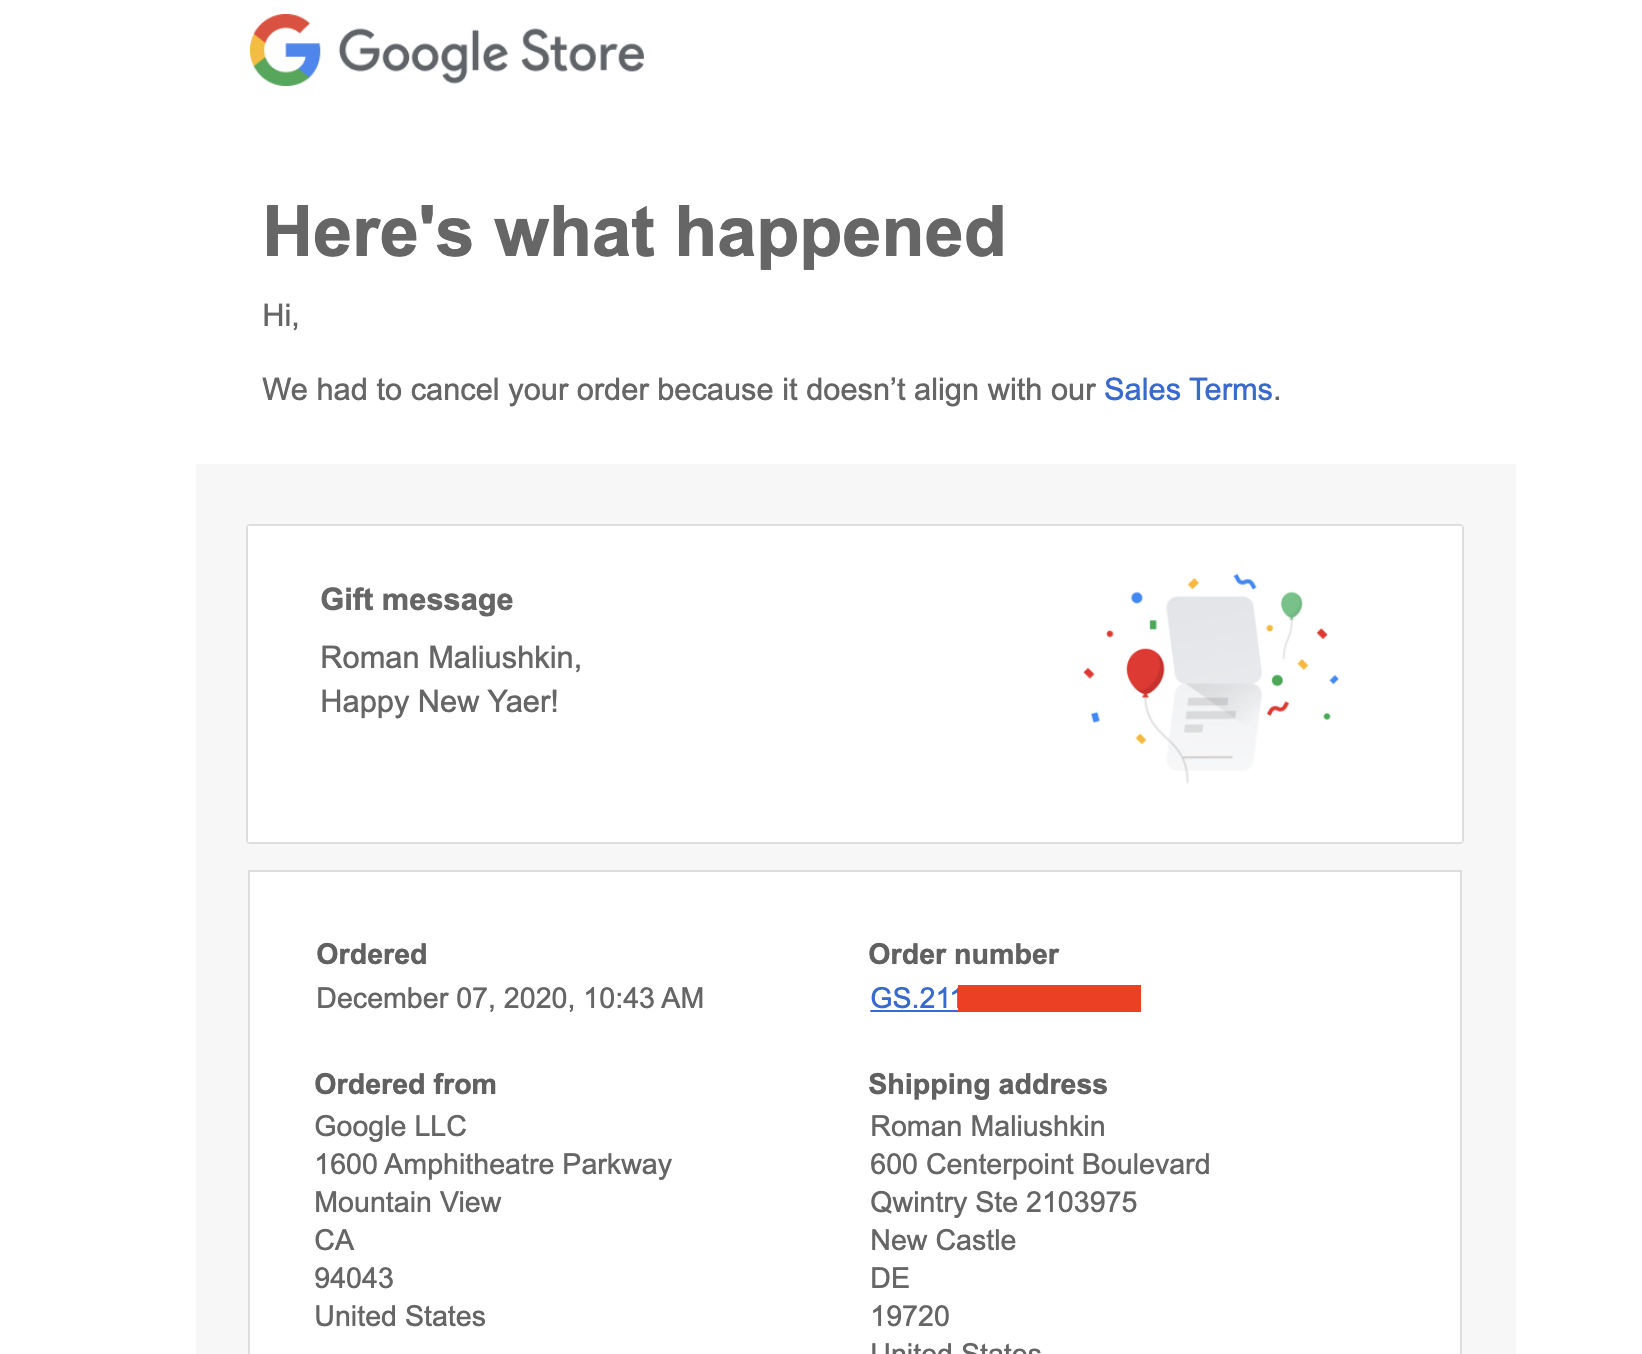 Google Store
Here's what happened
Hi,
We had to cancel your order because it doesn’t align with our Sales Terms.
Gift message
Roman Maliushkin,
Happy New Yaer!
Ordered
December 07, 2020, 10:43 AM
Order number
GS.211
Ordered from
Google LLC
1600 Amphitheatre Parkway
Mountain View
CA
94043
United States
Shipping address
Roman Maliushkin
600 Centerpoint Boulevard
Qwintry Ste 2103975
New Castle
DE
19720
United States